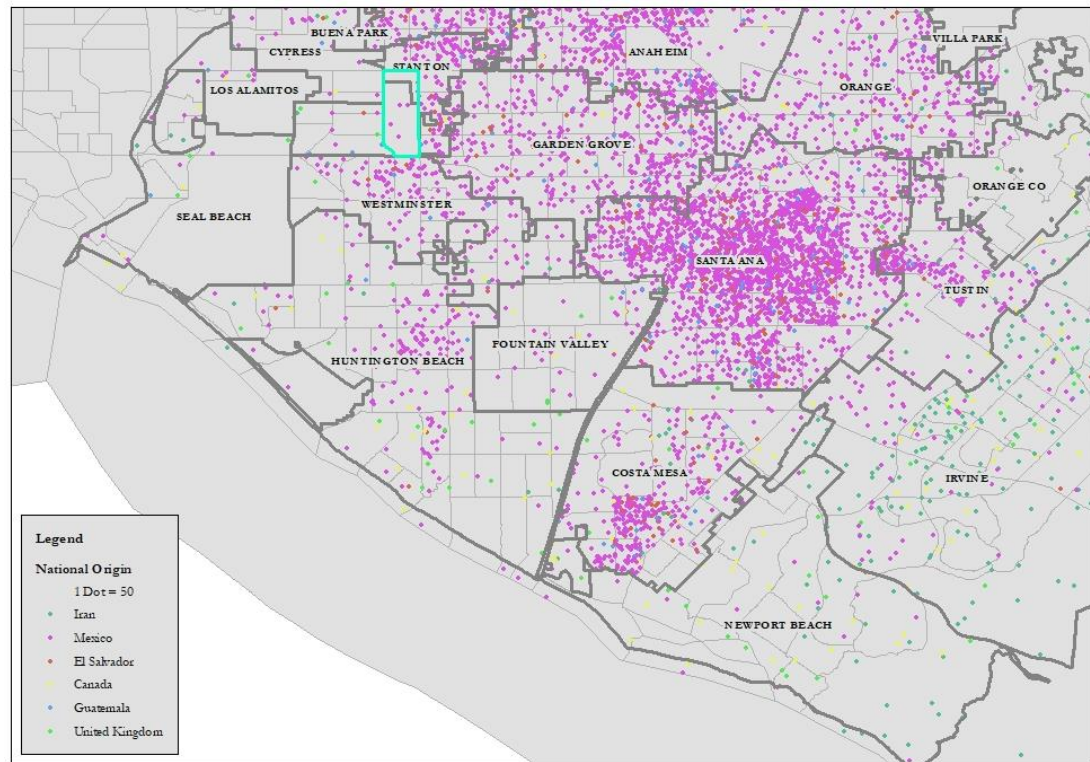 BUENA PARK
VILLA PARK
CYPRESS
ANAHEIM
STANTON
LOS ALAMITOS
ORANGE
GARDEN GROVE
ORANGE CO
WESTMINSTER
SEAL BEACH
SANTA ANA
TUSTIN
FOUNTAIN VALLEY
HUNTINGTON BEACH
COSTA MESA
IRVINE
NEWPORT BEACH
Legend
National Origin
1 Dot = 50
Iran
Mexico
El Salvador
Canada
Guatemala
United Kingdom